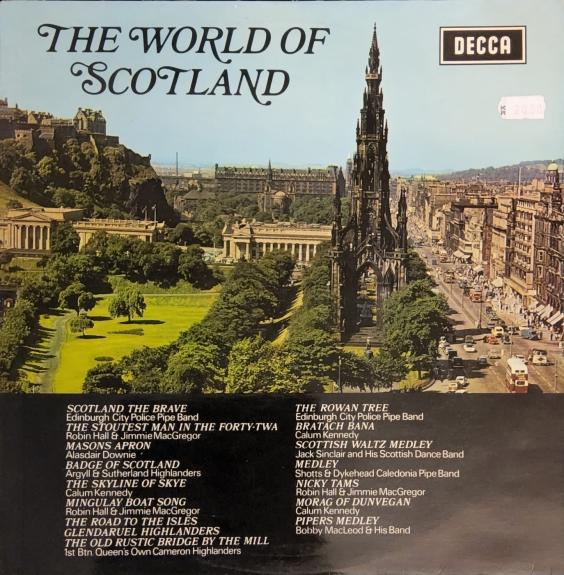 THE WORLD OF
SCOTLAND
DECCA
SCOTLAND THE BRAVE
Edinburgh City Police Pipe Band
THE STOUTEST MAN IN THE FORTY-TWA
Robin Hall & Jimmie MacGregor
MASONS APRON
Alasdair Downie
BADGE OF SCOTLAND
Argyll & Sutherland Highlanders
THE SKYLINE OF SKYE
Calum Kennedy
MINGULAY BOAT SONG
Robin Hall & Jimmie MacGregor
THE ROAD TO THE ISLES
GLENDARUEL HIGHLANDERS
THE OLD RUSTIC BRIDGE BY THE MILL
1st Btn. Queen's Own Cameron Highlanders
THE ROWAN TREE
Edinburgh City Police Pipe Band
BRATACH BANA
Calum Kennedy
SCOTTISH WALTZ MEDLEY
Jack Sinclair and His Scottish Dance Band
MEDLEY
Shotts & Dykehead Caledonia Pipe Band
NICKY TAMS
Robin Hall & Jimmie MacGregor
MORAG OF DUNVEGAN
Calum Kennedy
PIPERS MEDLEY
Bobby MacLeod & His Band